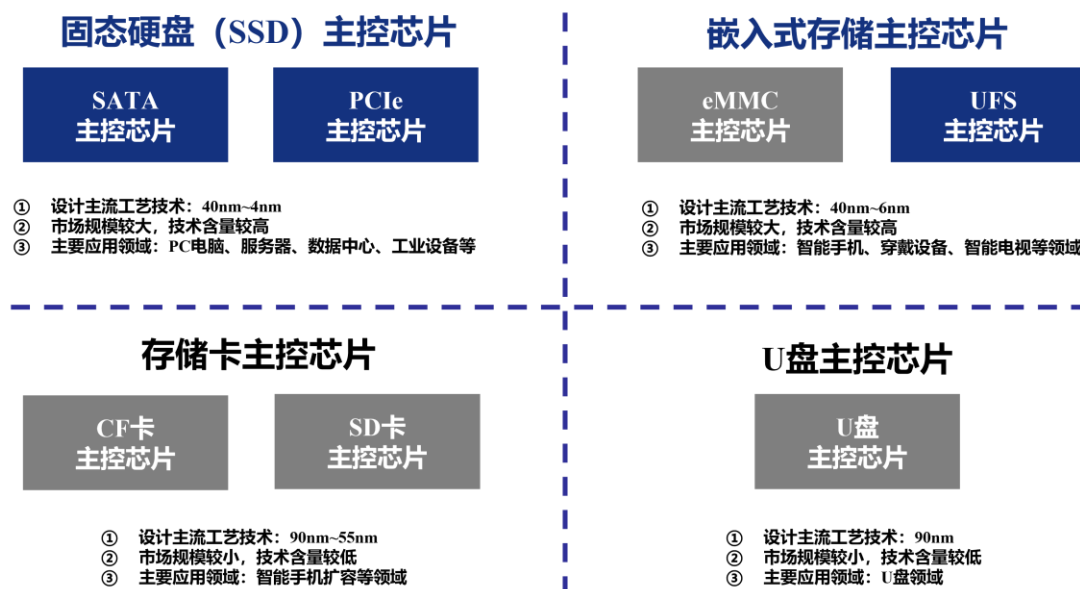 固态硬盘（SSD）主控芯片
SATA
主控芯片
PCIe
主控芯片
① 设计主流工艺技术：40nm~4nm
② 市场规模较大，技术含量较高
③ 主要应用领域：PC电脑、服务器、数据中心、工业设备等
嵌入式存储主控芯片
eMMC
主控芯片
UFS
主控芯片
① 设计主流工艺技术：40nm~6nm
② 市场规模较大，技术含量较高
③ 主要应用领域：智能手机、穿戴设备、智能电视等领域
存储卡主控芯片
CF卡
主控芯片
SD卡
主控芯片
① 设计主流工艺技术：90nm~55nm
② 市场规模较小，技术含量较低
③ 主要应用领域：智能手机扩容等领域
U盘主控芯片
U盘
主控芯片
① 设计主流工艺技术：90nm
② 市场规模较小，技术含量较低
③ 主要应用领域：U盘领域